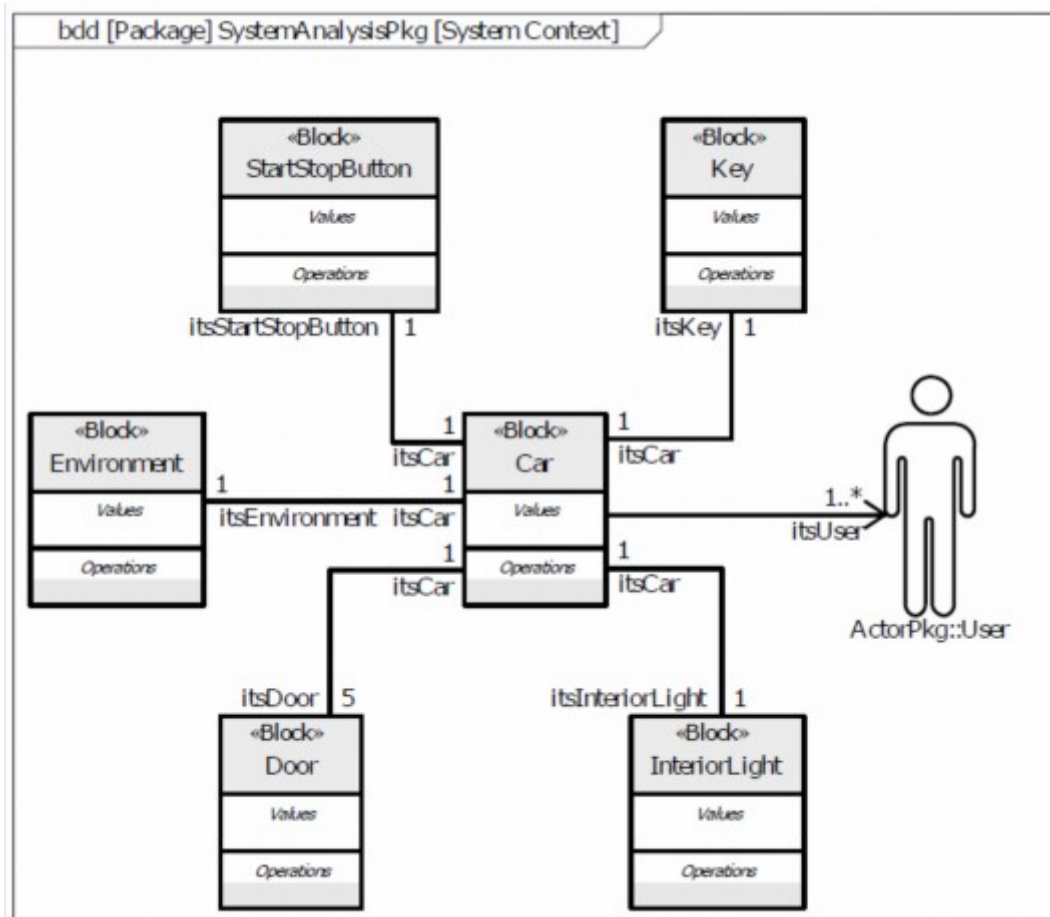 bdd [Package] SystemAnalysisPkg [System Context]
«Block»
StartStopButton
Values
Operations
«Block»
Key
Values
Operations
itsStartStopButton 1
itsKey 1
«Block»
Environment
Values
Operations
1
itsCar
«Block»
Car
Values
Operations
1
itsCar
1
itsEnvironment
1
itsCar
1..*
itsUser
ActorPkg::User
1
itsCar
1
itsCar
itsDoor 5
itsInteriorLight 1
«Block»
Door
Values
Operations
«Block»
InteriorLight
Values
Operations